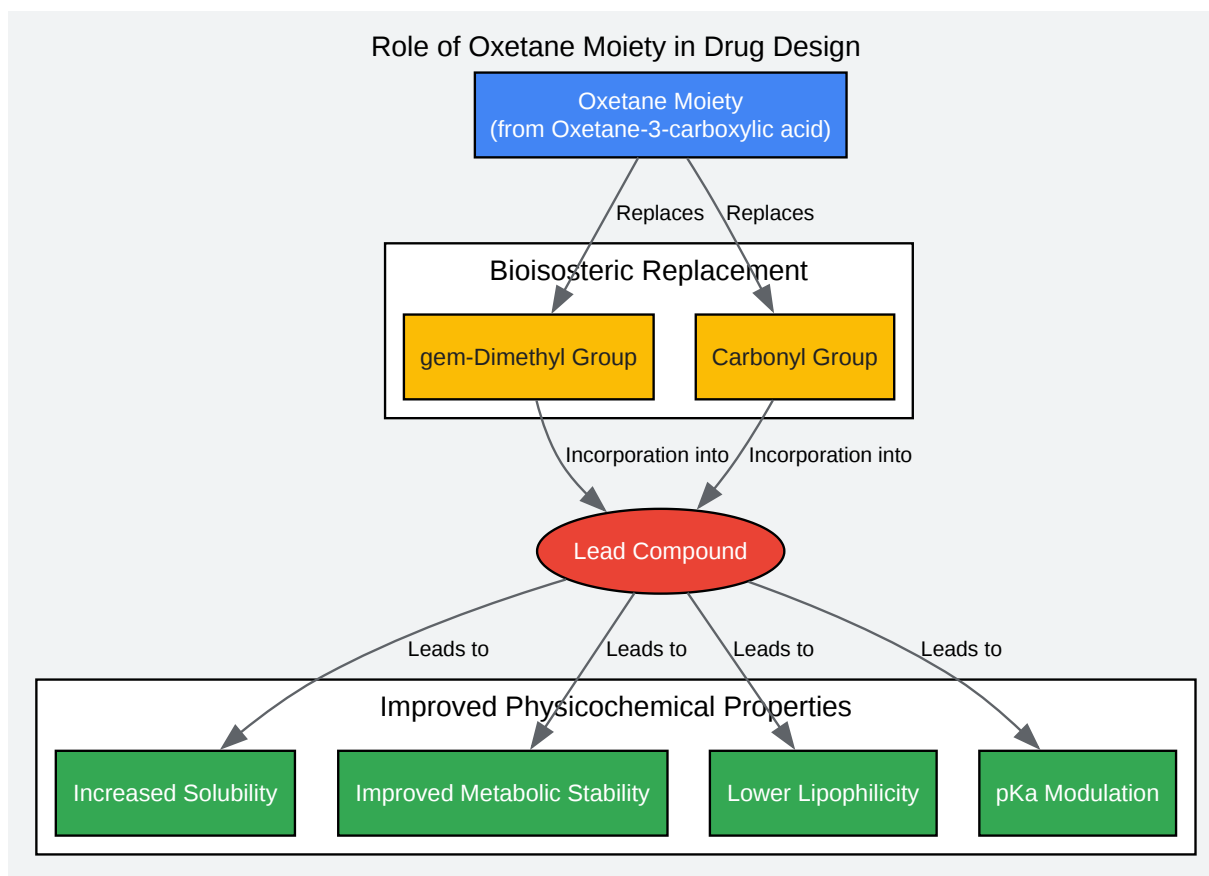 Role of Oxetane Moiety in Drug Design
Oxetane Moiety
(from Oxetane-3-carboxylic acid)
Replaces
Replaces
Bioisosteric Replacement
gem-Dimethyl Group
Carbonyl Group
Incorporation into
Incorporation into
Lead Compound
Leads to
Leads to
Leads to
Leads to
Improved Physicochemical Properties
Increased Solubility
Improved Metabolic Stability
Lower Lipophilicity
pKa Modulation